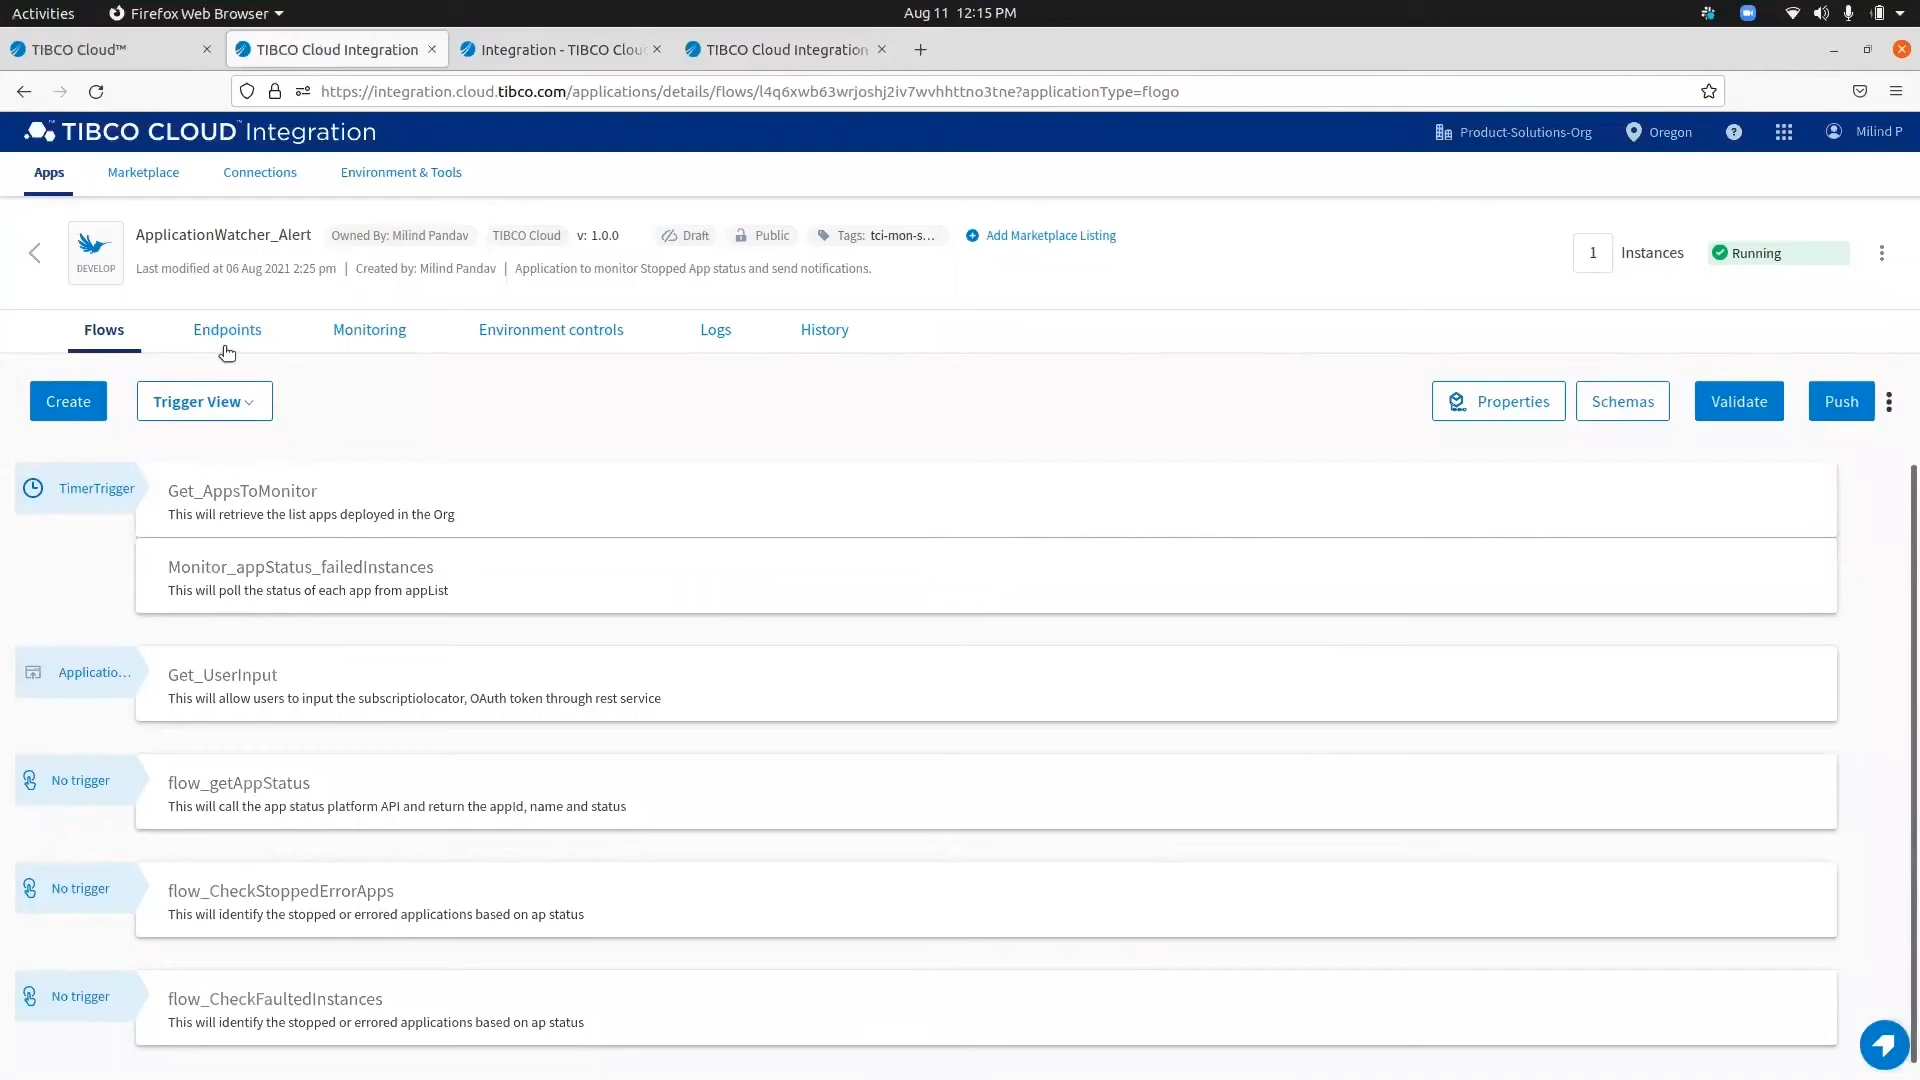 Activities
Firefox Web Browser
Aug 11 12:15 PM
TIBCO Cloud™
TIBCO Cloud Integration
Integration - TIBCO Clou
TIBCO Cloud Integration
https://integration.cloud.tibco.com/applications/details/flows/l4q6xwb63wrjoshj2iv7wvhhttno3tne?applicationType=flogo
TIBCO CLOUD™ Integration
Product-Solutions-Org
Oregon
Milind P
Apps
Marketplace
Connections
Environment & Tools
DEVELOP
ApplicationWatcher_Alert
Owned By: Milind Pandav
TIBCO Cloud
v: 1.0.0
Draft
Public
Tags: tci-mon-s...
Add Marketplace Listing
Last modified at 06 Aug 2021 2:25 pm | Created by: Milind Pandav | Application to monitor Stopped App status and send notifications.
1 Instances
Running
Flows
Endpoints
Monitoring
Environment controls
Logs
History
Create
Trigger View
Properties
Schemas
Validate
Push
TimerTrigger
Get_AppsToMonitor
This will retrieve the list apps deployed in the Org
Monitor_appStatus_failedInstances
This will poll the status of each app from appList
Applicatio...
Get_UserInput
This will allow users to input the subscriptiolocator, OAuth token through rest service
No trigger
flow_getAppStatus
This will call the app status platform API and return the appId, name and status
No trigger
flow_CheckStoppedErrorApps
This will identify the stopped or errored applications based on ap status
No trigger
flow_CheckFaultedInstances
This will identify the stopped or errored applications based on ap status